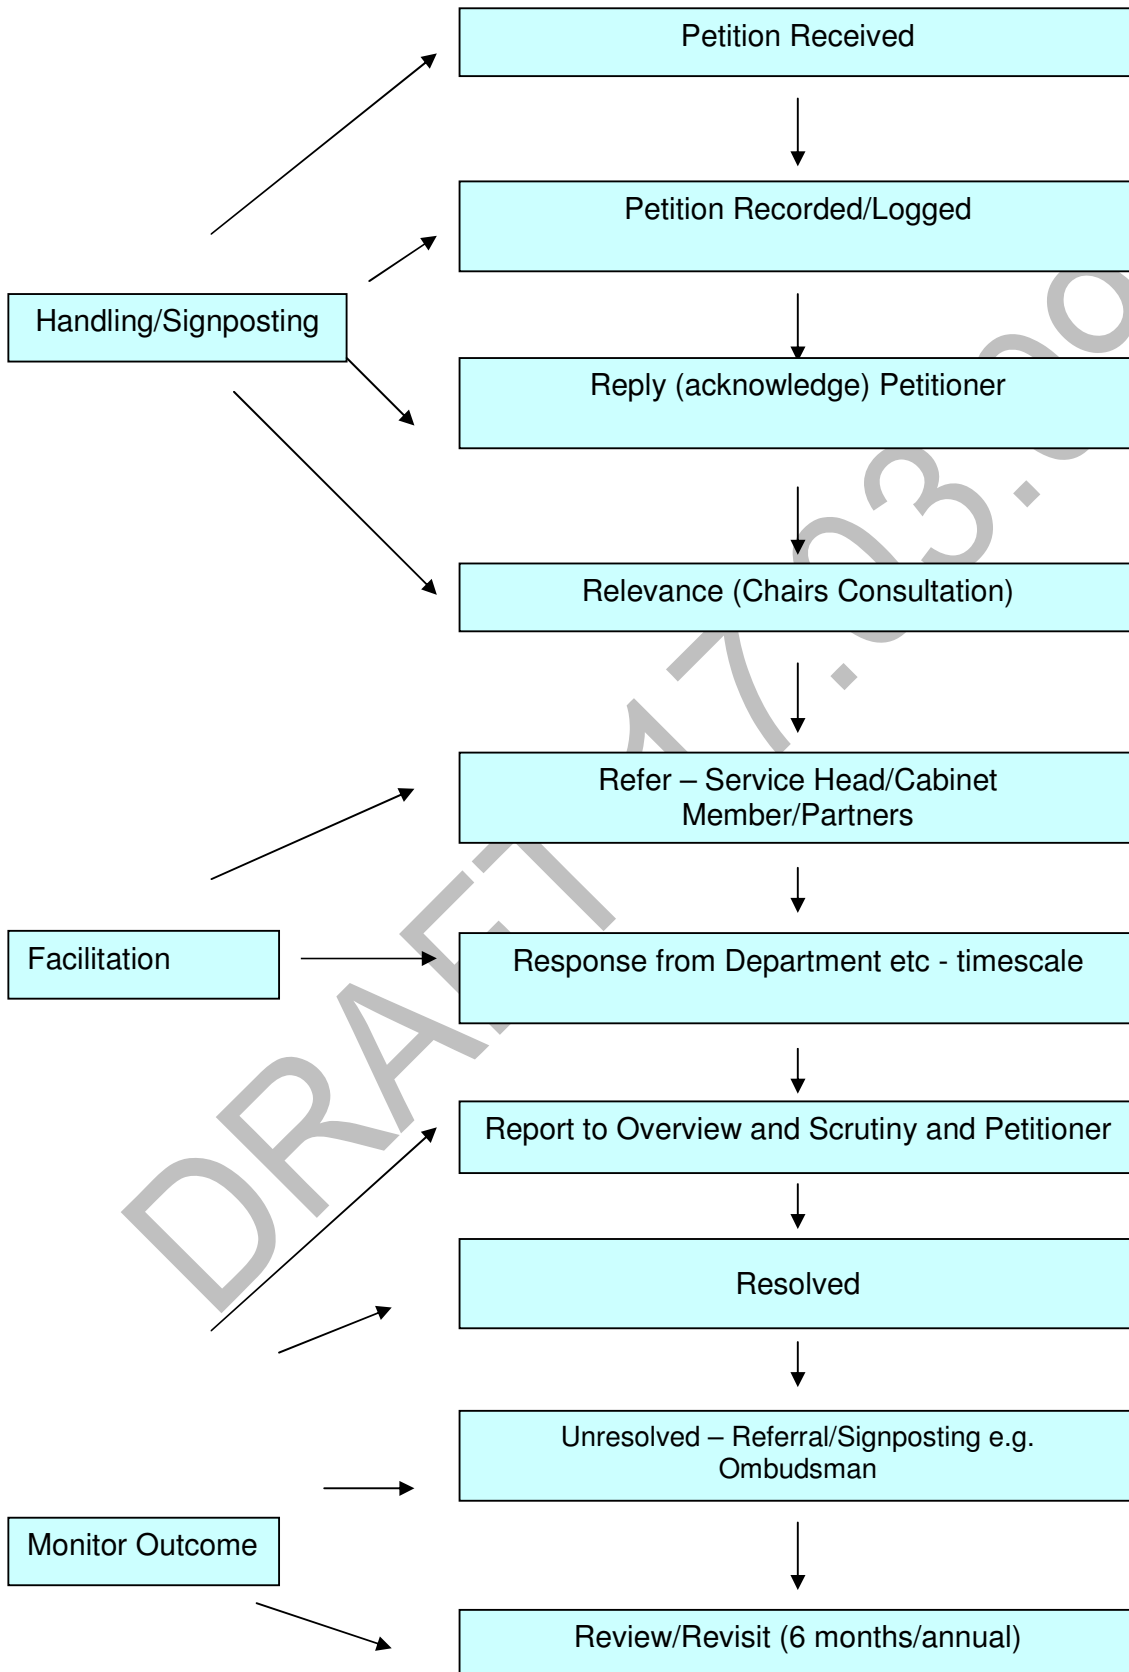 Petition Received
Petition Recorded/Logged
Handling/Signposting
Reply (acknowledge) Petitioner
Relevance (Chairs Consultation)
Refer – Service Head/Cabinet
Member/Partners
Facilitation
Response from Department etc - timescale
Report to Overview and Scrutiny and Petitioner
Resolved
Unresolved – Referral/Signposting e.g.
Ombudsman
Monitor Outcome
Review/Revisit (6 months/annual)
DRAFT 17.03.